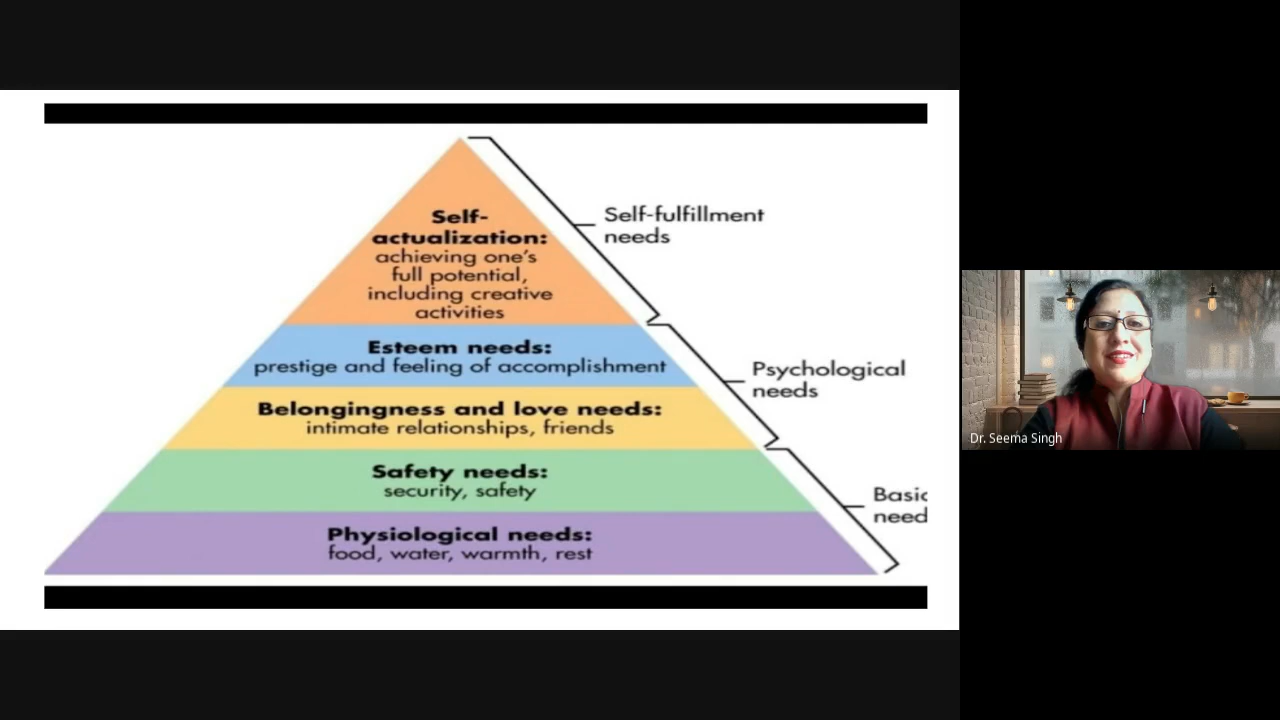 Self-
actualization:
achieving one's
full potential,
including creative
activities
Self-fulfillment
needs
Esteem needs:
prestige and feeling of accomplishment
Psychological
needs
Belongingness and love needs:
intimate relationships, friends
Safety needs:
security, safety
Basic
need
Physiological needs:
food, water, warmth, rest
Dr. Seema Singh